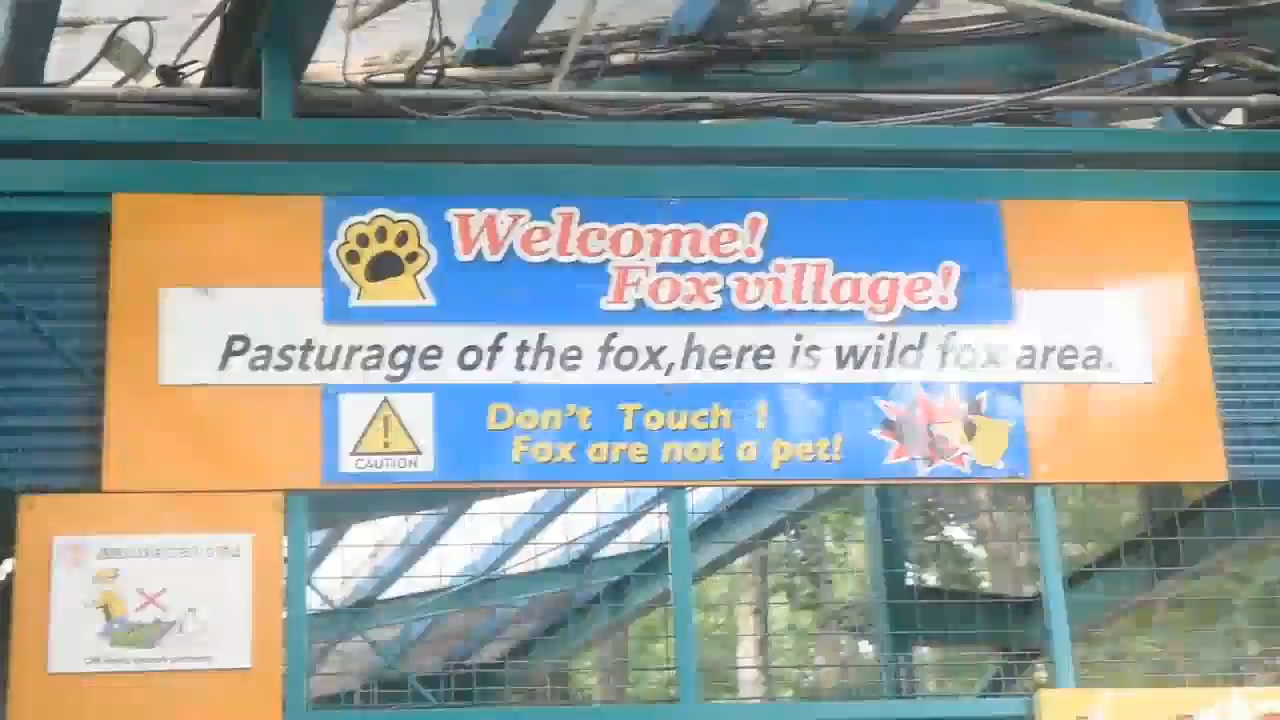 Welcome!
Fox village!
Pasturage of the fox,here is wild fox area.
Don't Touch !
Fox are not a pet!
CAUTION